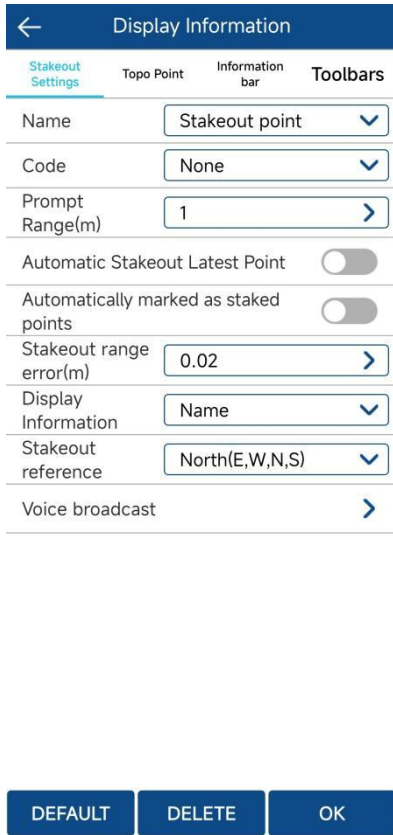 Display Information
Stakeout
Settings
Topo Point
Information
bar
Toolbars
Name
Stakeout point
Code
None
Prompt
Range(m)
1
Automatic Stakeout Latest Point
Automatically marked as staked
points
Stakeout range
error(m)
0.02
Display
Information
Name
Stakeout
reference
North(E,W,N,S)
Voice broadcast
DEFAULT
DELETE
OK